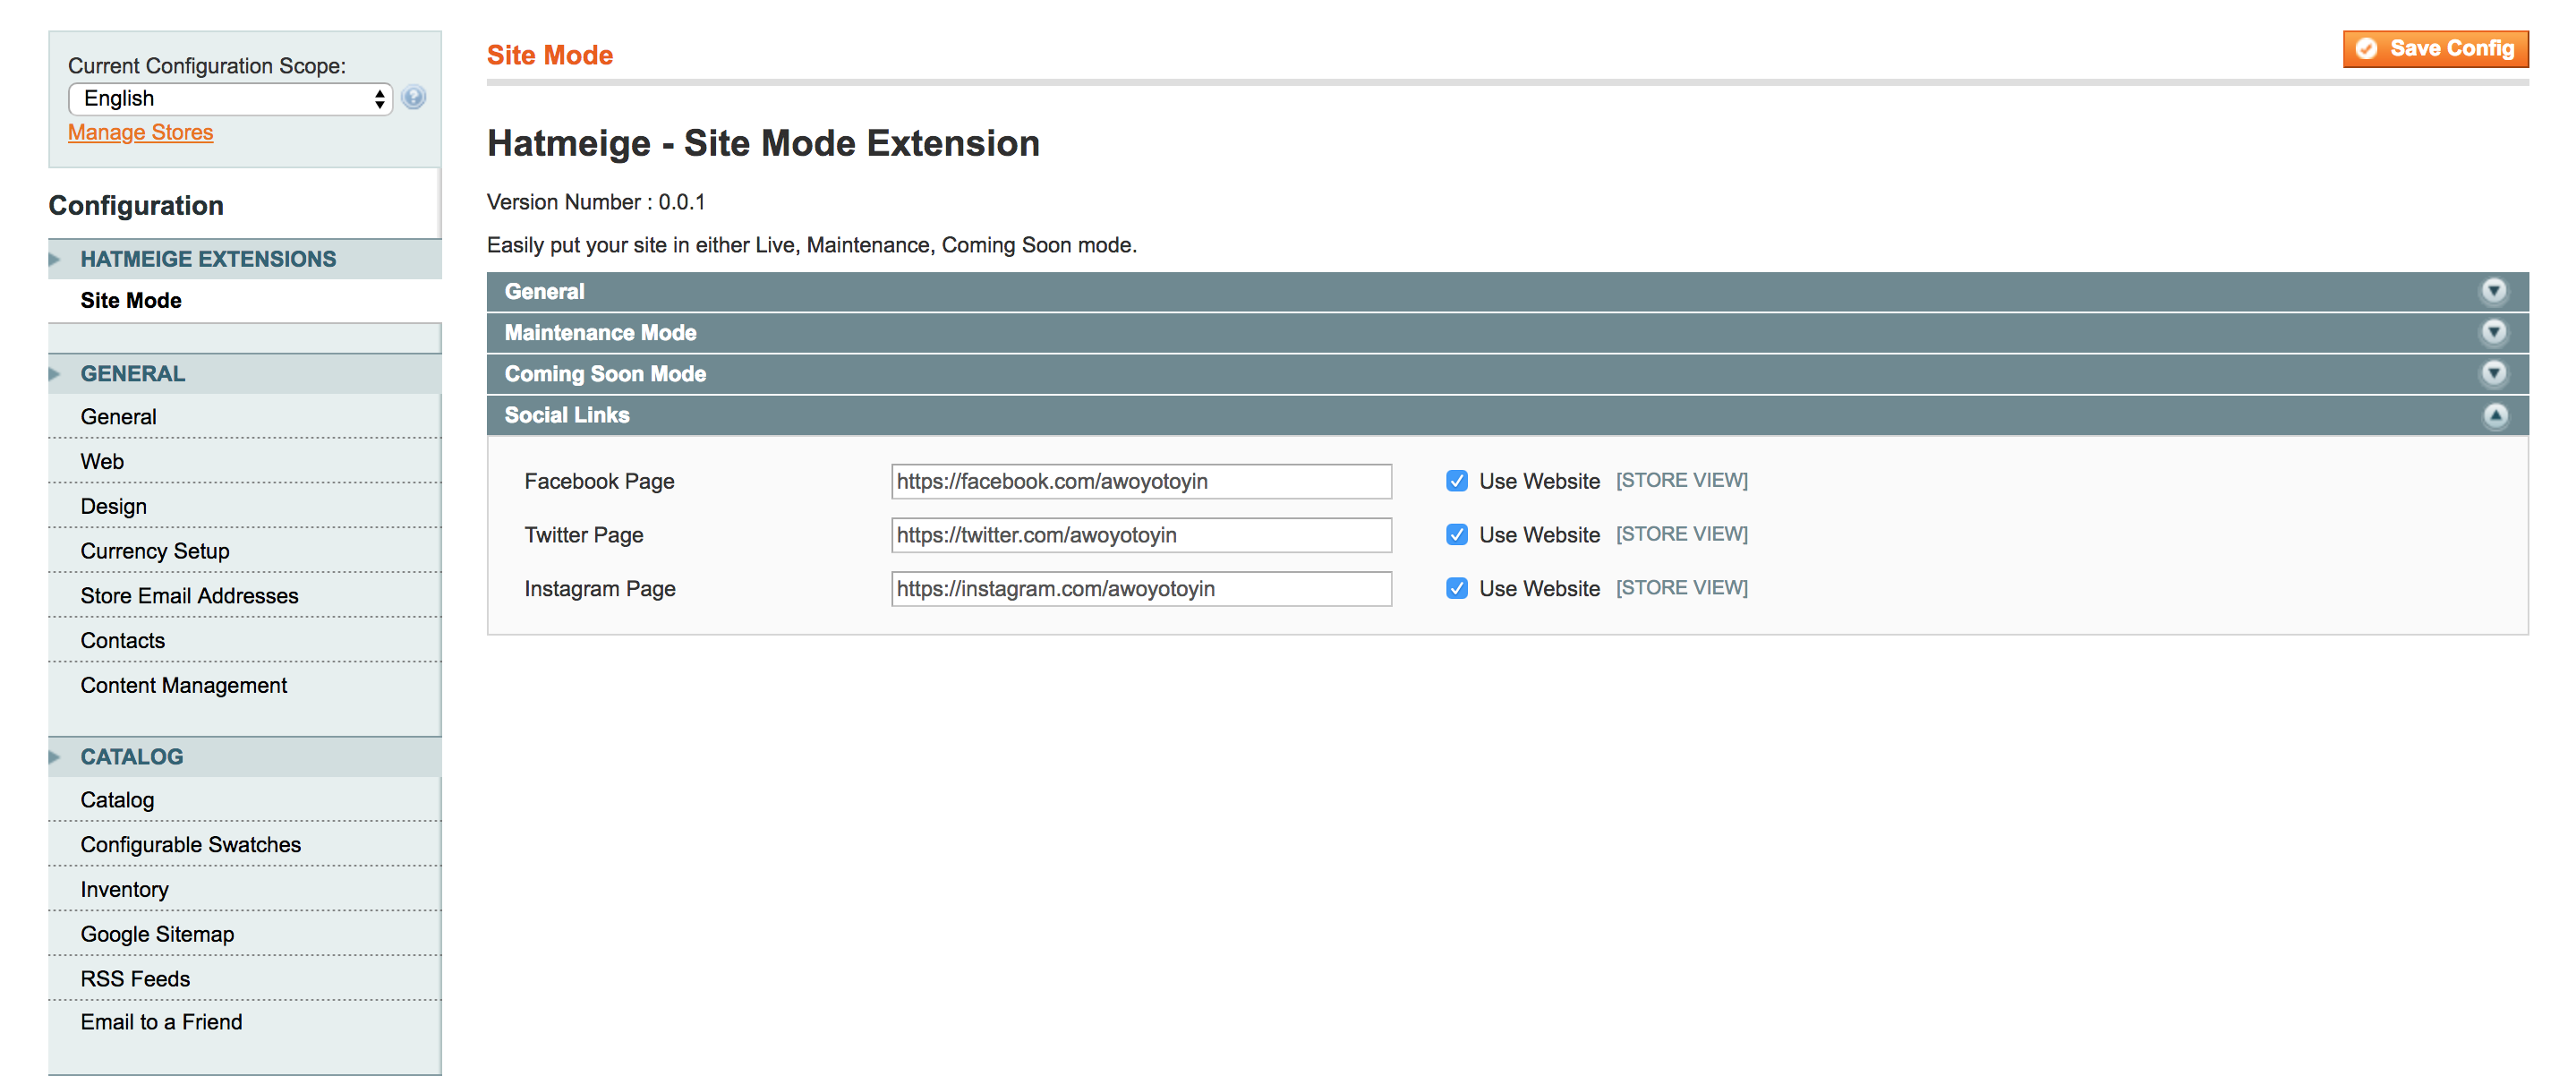 Current Configuration Scope:
English
Manage Stores
Configuration
HATMEIGE EXTENSIONS
Site Mode
GENERAL
General
Web
Design
Currency Setup
Store Email Addresses
Contacts
Content Management
CATALOG
Catalog
Configurable Swatches
Inventory
Google Sitemap
RSS Feeds
Email to a Friend
Site Mode
Save Config
Hatmeige - Site Mode Extension
Version Number : 0.0.1
Easily put your site in either Live, Maintenance, Coming Soon mode.
General
Maintenance Mode
Coming Soon Mode
Social Links
Facebook Page https://facebook.com/awoyotoyin Use Website [STORE VIEW]
Twitter Page https://twitter.com/awoyotoyin Use Website [STORE VIEW]
Instagram Page https://instagram.com/awoyotoyin Use Website [STORE VIEW]